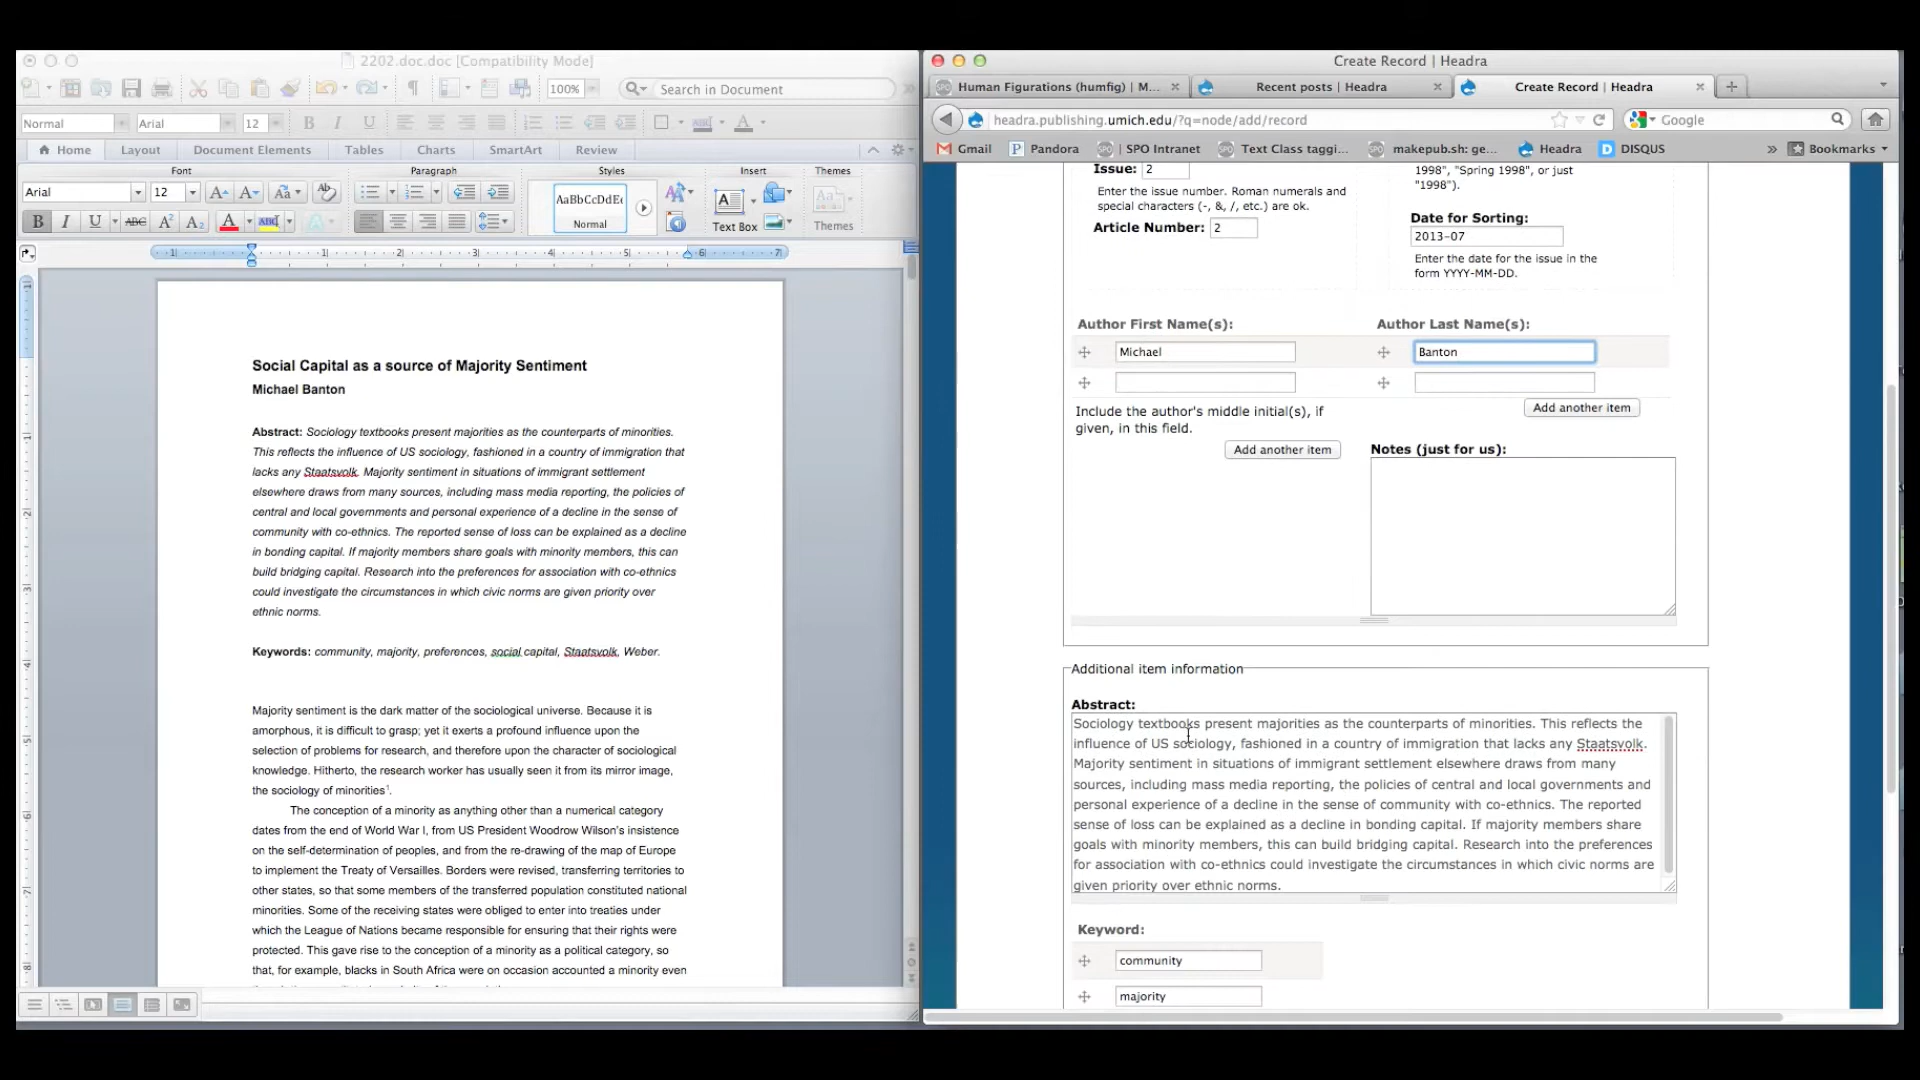 2202.doc.doc [Compatibility Mode]
100%
Search in Document
Normal
Arial
12
B I U
Home
Layout
Document Elements
Tables
Charts
SmartArt
Review
Font
Paragraph
Styles
Insert
Themes
Arial
12
AaBbCcDdEe
Normal
B I U ABC
Text Box
Themes
Social Capital as a source of Majority Sentiment
Michael Banton
Abstract: Sociology textbooks present majorities as the counterparts of minorities.
This reflects the influence of US sociology, fashioned in a country of immigration that
lacks any Staatsvolk. Majority sentiment in situations of immigrant settlement
elsewhere draws from many sources, including mass media reporting, the policies of
central and local governments and personal experience of a decline in the sense of
community with co-ethnics. The reported sense of loss can be explained as a decline
in bonding capital. If majority members share goals with minority members, this can
build bridging capital. Research into the preferences for association with co-ethnics
could investigate the circumstances in which civic norms are given priority over
ethnic norms.
Keywords: community, majority, preferences, social capital, Staatsvolk, Weber.
Majority sentiment is the dark matter of the sociological universe. Because it is
amorphous, it is difficult to grasp; yet it exerts a profound influence upon the
selection of problems for research, and therefore upon the character of sociological
knowledge. Hitherto, the research worker has usually seen it from its mirror image,
the sociology of minorities¹.
The conception of a minority as anything other than a numerical category
dates from the end of World War I, from US President Woodrow Wilson's insistence
on the self-determination of peoples, and from the re-drawing of the map of Europe
to implement the Treaty of Versailles. Borders were revised, transferring territories to
other states, so that some members of the transferred population constituted national
minorities. Some of the receiving states were obliged to enter into treaties under
which the League of Nations became responsible for ensuring that their rights were
protected. This gave rise to the conception of a minority as a political category, so
that, for example, blacks in South Africa were on occasion accounted a minority even
Create Record | Headra
Human Figurations (humfig) | M...
Recent posts | Headra
Create Record | Headra
headra.publishing.umich.edu/?q=node/add/record
Google
Gmail
Pandora
SPO Intranet
Text Class taggi...
makepub.sh: ge...
Headra
DISQUS
Bookmarks
Issue: 2
Enter the issue number. Roman numerals and
special characters (-, &, /, etc.) are ok.
Article Number: 2
1998", "Spring 1998", or just
"1998").
Date for Sorting:
2013-07
Enter the date for the issue in the
form YYYY-MM-DD.
Author First Name(s):
Author Last Name(s):
Michael
Banton
Add another item
Include the author's middle initial(s), if
given, in this field.
Add another item
Notes (just for us):
Additional item information
Abstract:
Sociology textbooks present majorities as the counterparts of minorities. This reflects the
influence of US sociology, fashioned in a country of immigration that lacks any Staatsvolk.
Majority sentiment in situations of immigrant settlement elsewhere draws from many
sources, including mass media reporting, the policies of central and local governments and
personal experience of a decline in the sense of community with co-ethnics. The reported
sense of loss can be explained as a decline in bonding capital. If majority members share
goals with minority members, this can build bridging capital. Research into the preferences
for association with co-ethnics could investigate the circumstances in which civic norms are
given priority over ethnic norms.
Keyword:
community
majority